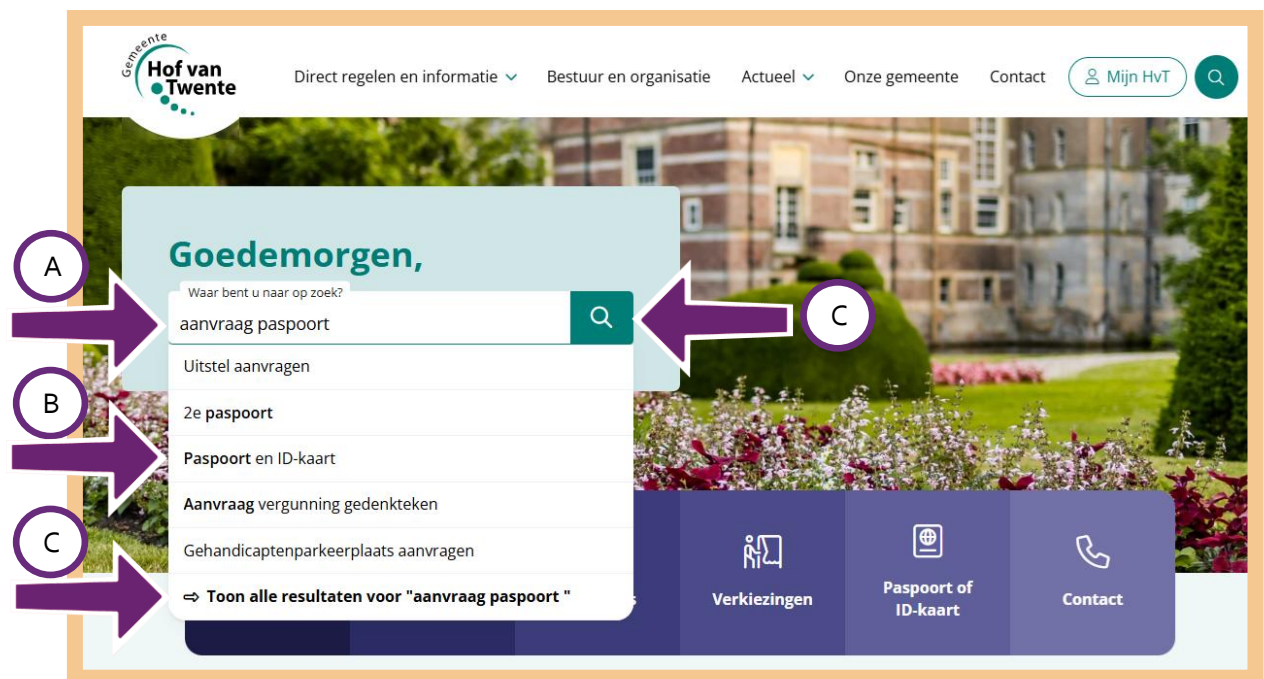 Gemeente
Hof van
Twente
Direct regelen en informatie
Bestuur en organisatie
Actueel
Onze gemeente
Contact
Mijn HvT
Goedemorgen,
A
Waar bent u naar op zoek?
aanvraag paspoort
C
Uitstel aanvragen
B
2e paspoort
Paspoort en ID-kaart
Aanvraag vergunning gedenkteken
C
Gehandicaptenparkeerplaats aanvragen
⇨ Toon alle resultaten voor "aanvraag paspoort "
s
Verkiezingen
Paspoort of
ID-kaart
Contact